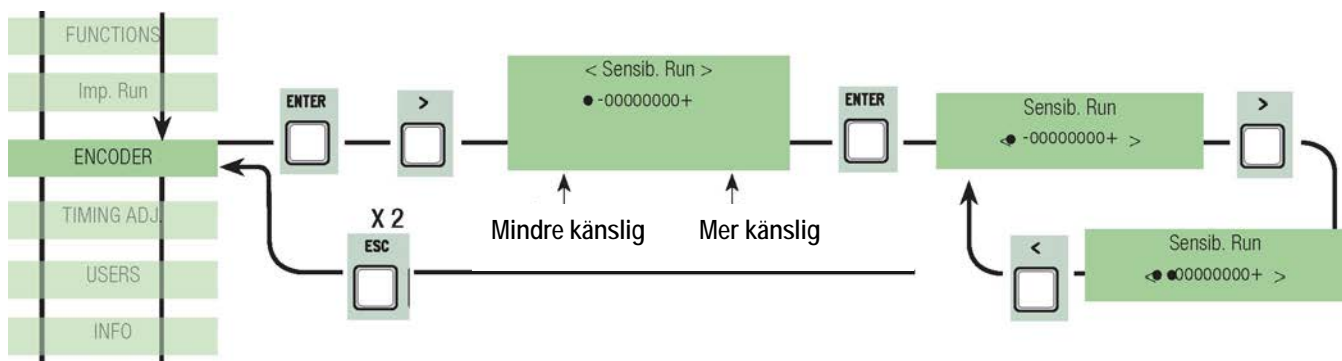 FUNCTIONS
Imp. Run
ENCODER
TIMING ADJ.
USERS
INFO
ENTER
>
< Sensib. Run >
●-00000000+
Mindre känslig
Mer känslig
ENTER
Sensib. Run
<● -00000000+ >
>
Sensib. Run
<● ●00000000+ >
<
X 2
ESC